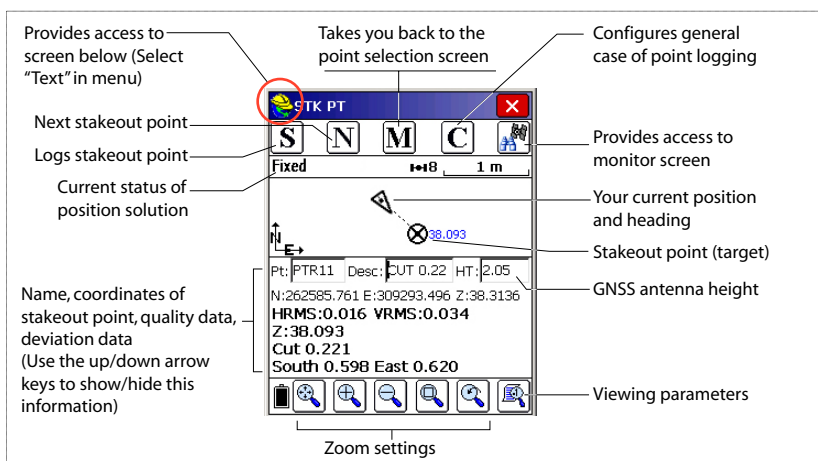 Provides access to
screen below (Select
“Text” in menu)
Takes you back to the
point selection screen
Configures general
case of point logging
STK PT
Next stakeout point
S N M C
Logs stakeout point
Provides access to
monitor screen
Fixed 8 1 m
Current status of
position solution
Your current position
and heading
38.093
Stakeout point (target)
N
E
Pt: PTR11 Desc: CUT 0.22 HT: 2.05
GNSS antenna height
N:262585.761 E:309293.496 Z:38.3136
HRMS:0.016 VRMS:0.034
Z:38.093
Cut 0.221
South 0.598 East 0.620
Name, coordinates of
stakeout point, quality data,
deviation data
(Use the up/down arrow
keys to show/hide this
information)
Viewing parameters
Zoom settings